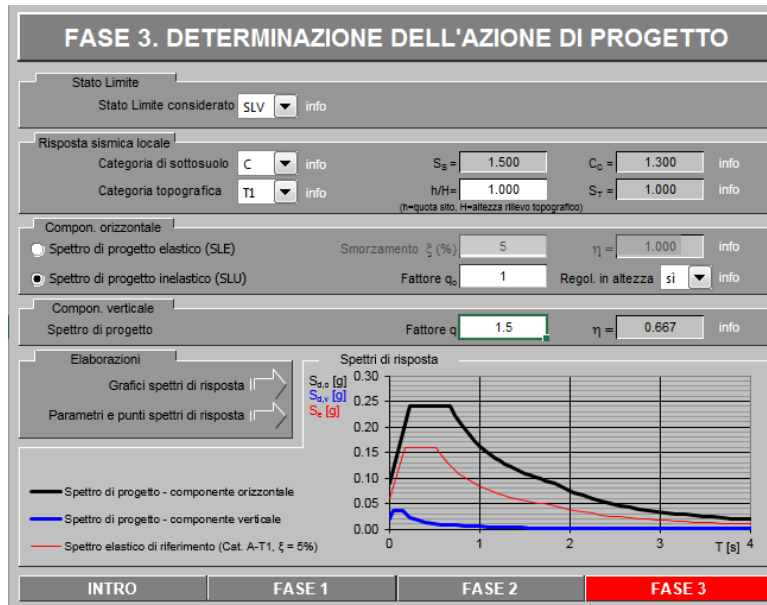 FASE 3. DETERMINAZIONE DELL'AZIONE DI PROGETTO
Stato Limite
Stato Limite considerato SLV info
Risposta sismica locale
Categoria di sottosuolo C info Ss = 1.500 Cc = 1.300 info
Categoria topografica T1 info h/H= 1.000 ST = 1.000 info
(h=quota sito, H=altezza rilievo topografico)
Compon. orizzontale
Spettro di progetto elastico (SLE) Smorzamento ξ (%) 5 η = 1.000 info
Spettro di progetto inelastico (SLU) Fattore qo 1 Regol. in altezza sì info
Compon. verticale
Spettro di progetto Fattore q 1.5 η = 0.667 info
Elaborazioni
Grafici spettri di risposta
Parametri e punti spettri di risposta
Spettri di risposta
Sd,o [g]
Sd,v [g]
Se [g]
0.30
0.25
0.20
0.15
0.10
0.05
0.00
0 1 2 3 4
T [s]
Spettro di progetto - componente orizzontale
Spettro di progetto - componente verticale
Spettro elastico di riferimento (Cat. A-T1, ξ = 5%)
INTRO FASE 1 FASE 2 FASE 3